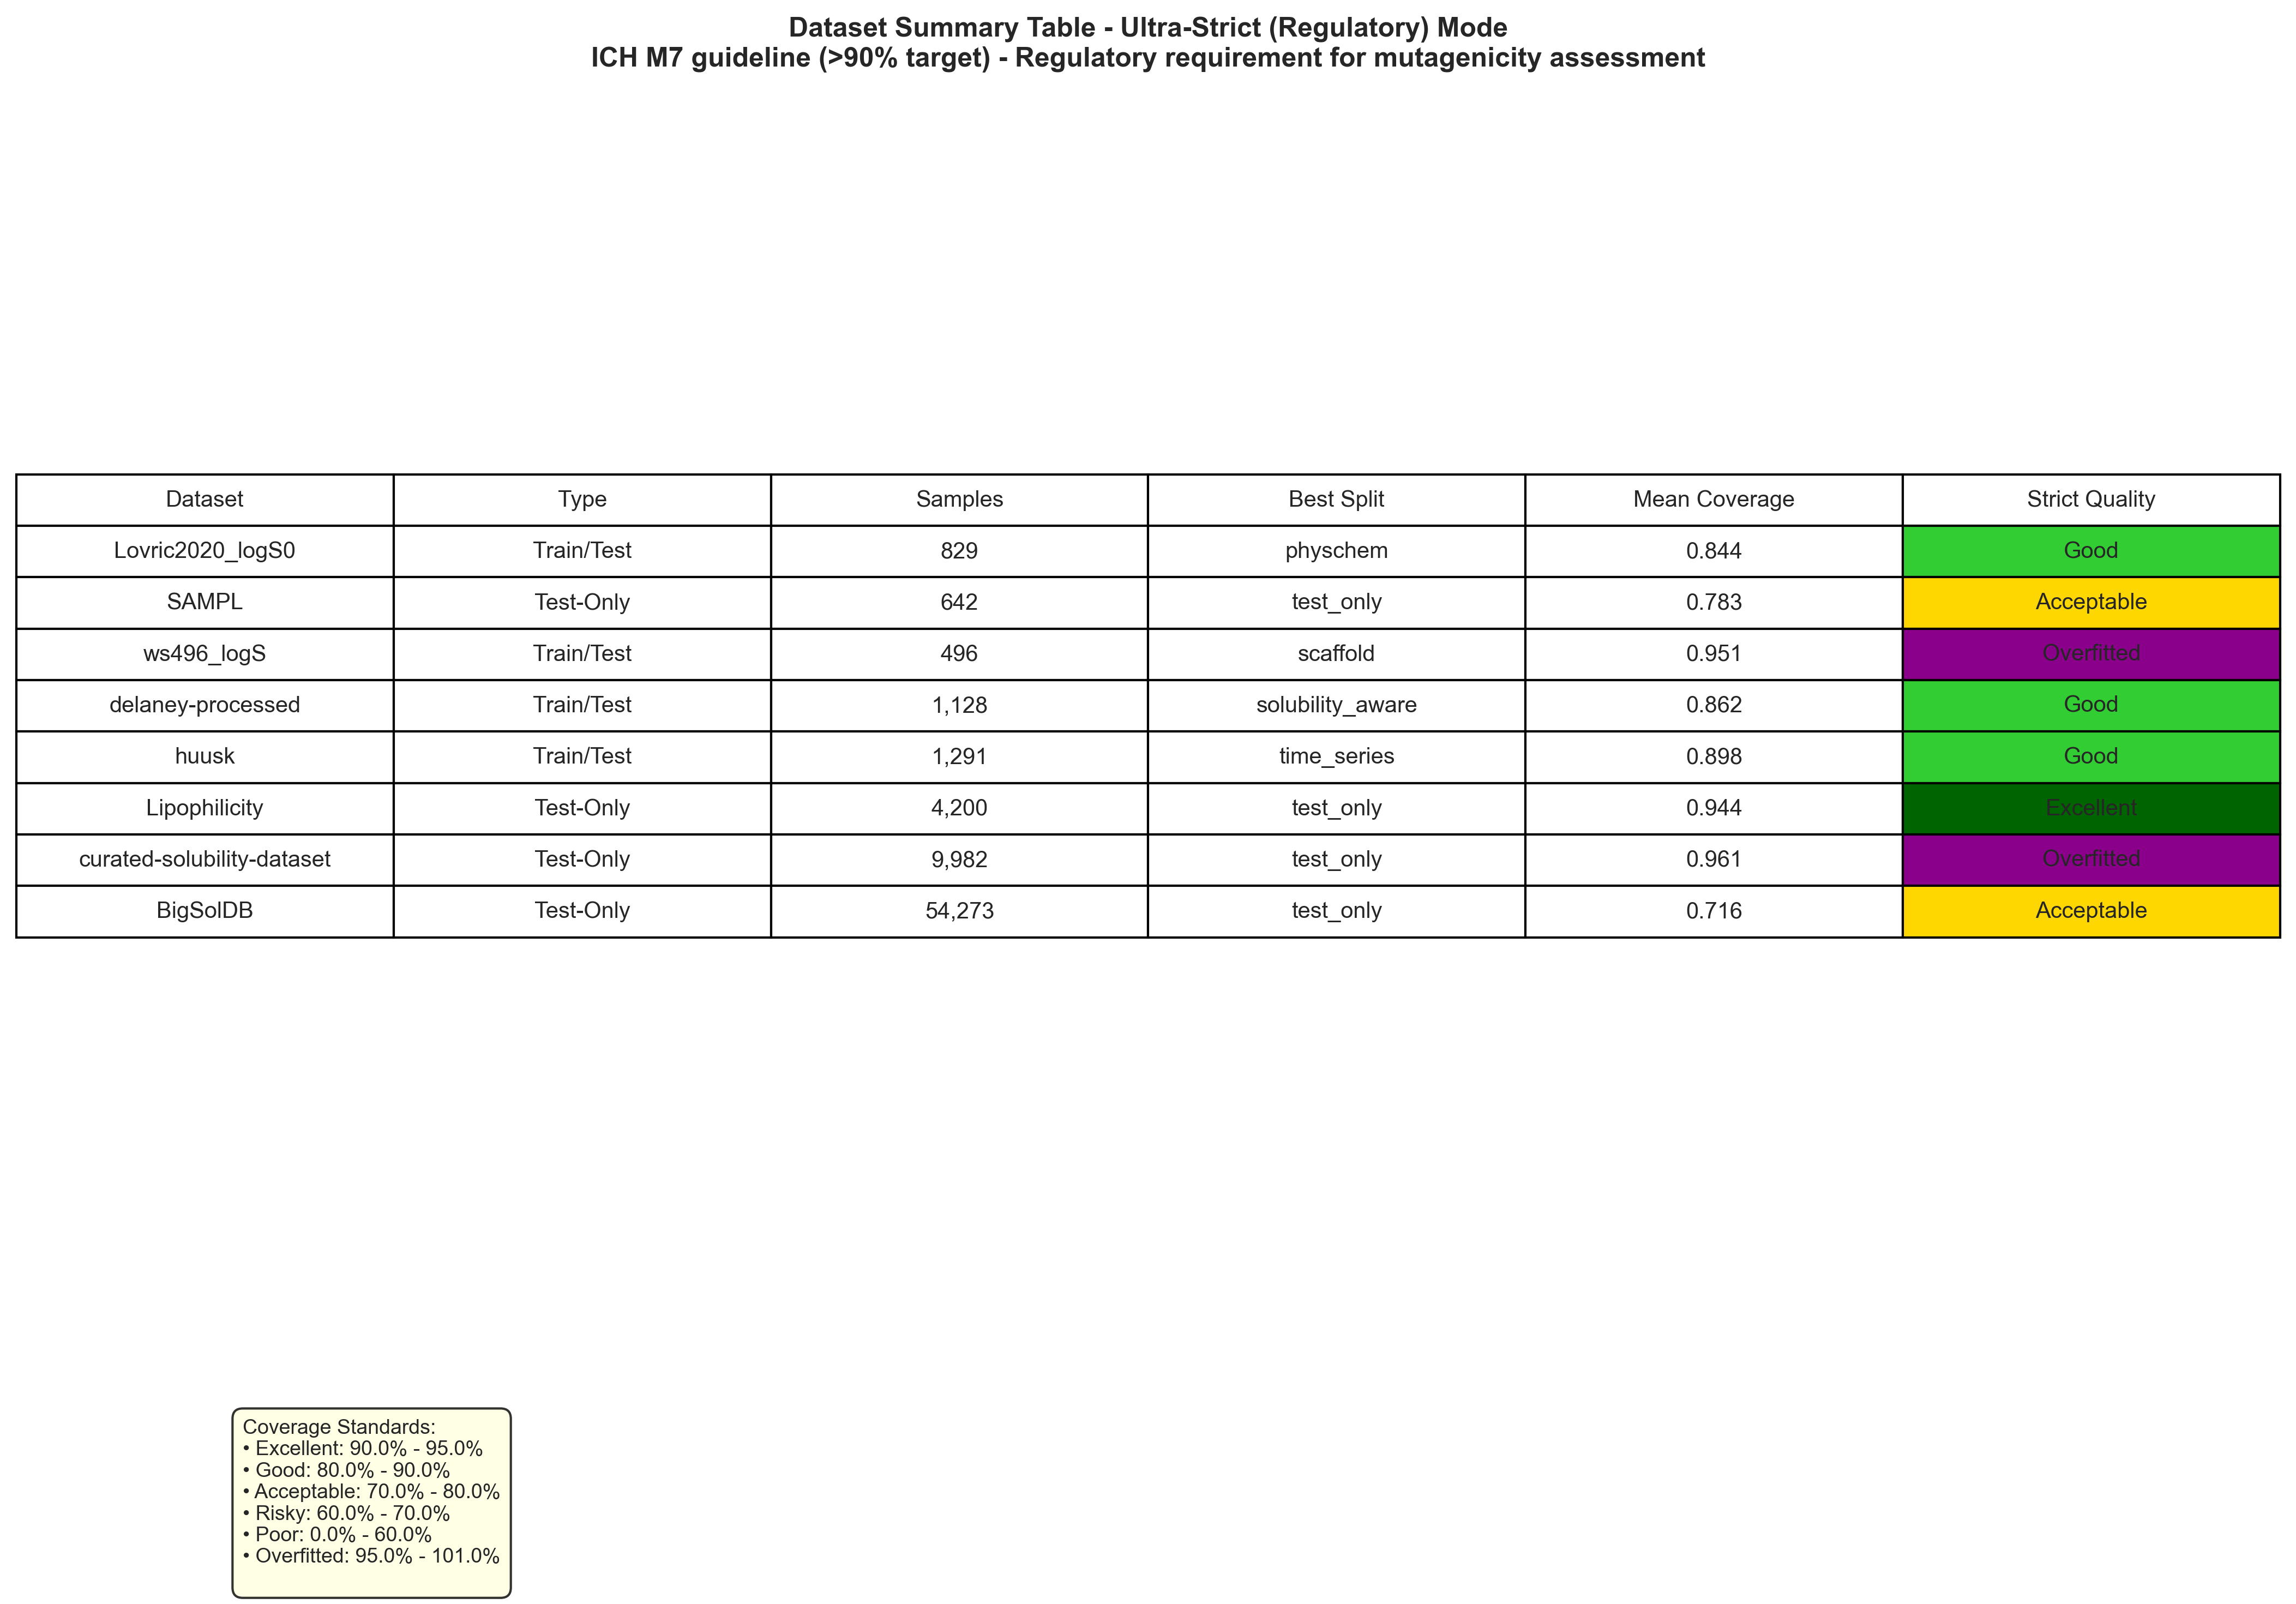 Dataset Summary Table - Ultra-Strict (Regulatory) Mode
ICH M7 guideline (>90% target) - Regulatory requirement for mutagenicity assessment
Dataset Type Samples Best Split Mean Coverage Strict Quality
Lovric2020_logS0 Train/Test 829 physchem 0.844 Good
SAMPL Test-Only 642 test_only 0.783 Acceptable
ws496_logS Train/Test 496 scaffold 0.951 Overfitted
delaney-processed Train/Test 1,128 solubility_aware 0.862 Good
huusk Train/Test 1,291 time_series 0.898 Good
Lipophilicity Test-Only 4,200 test_only 0.944 Excellent
curated-solubility-dataset Test-Only 9,982 test_only 0.961 Overfitted
BigSolDB Test-Only 54,273 test_only 0.716 Acceptable
Coverage Standards:
• Excellent: 90.0% - 95.0%
• Good: 80.0% - 90.0%
• Acceptable: 70.0% - 80.0%
• Risky: 60.0% - 70.0%
• Poor: 0.0% - 60.0%
• Overfitted: 95.0% - 101.0%